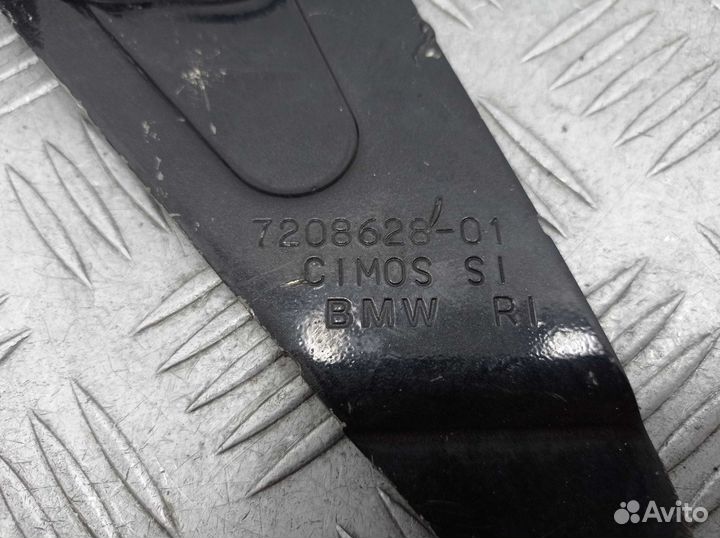 7208628-01
CIMOS SI
BMW RI
Avito